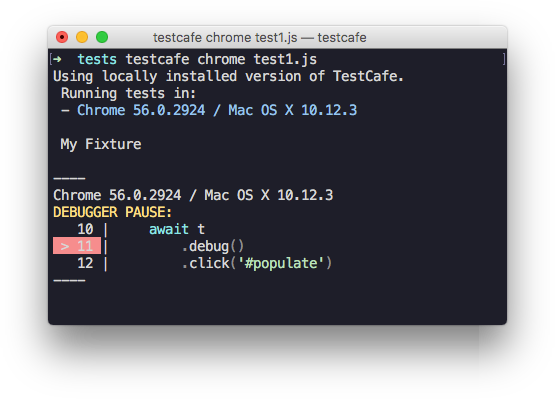 testcafe chrome test1.js — testcafe
[➜  tests testcafe chrome test1.js ]
Using locally installed version of TestCafe.
 Running tests in:
 - Chrome 56.0.2924 / Mac OS X 10.12.3
 My Fixture
----
Chrome 56.0.2924 / Mac OS X 10.12.3
DEBUGGER PAUSE:
   10 |     await t
 > 11 |         .debug()
   12 |         .click('#populate')
----